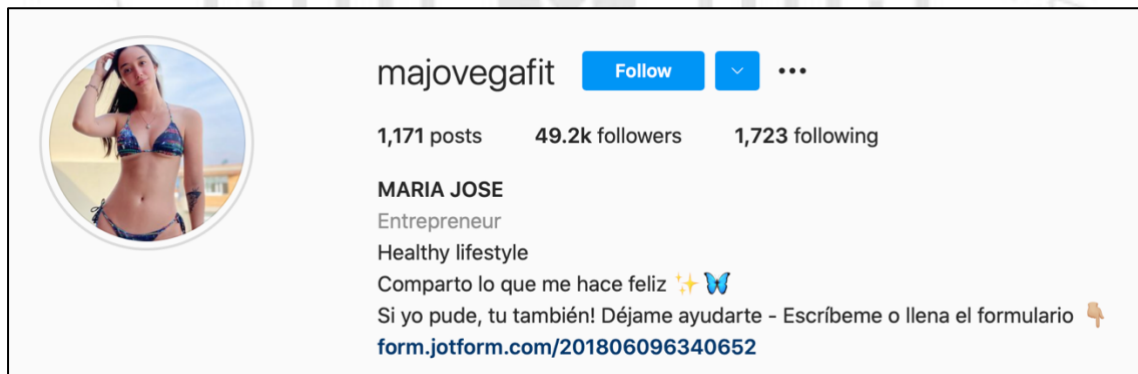 majovegafit Follow
1,171 posts 49.2k followers 1,723 following
MARIA JOSE
Entrepreneur
Healthy lifestyle
Comparto lo que me hace feliz ✨🦋
Si yo pude, tu también! Déjame ayudarte - Escríbeme o llena el formulario 👇🏼
form.jotform.com/201806096340652